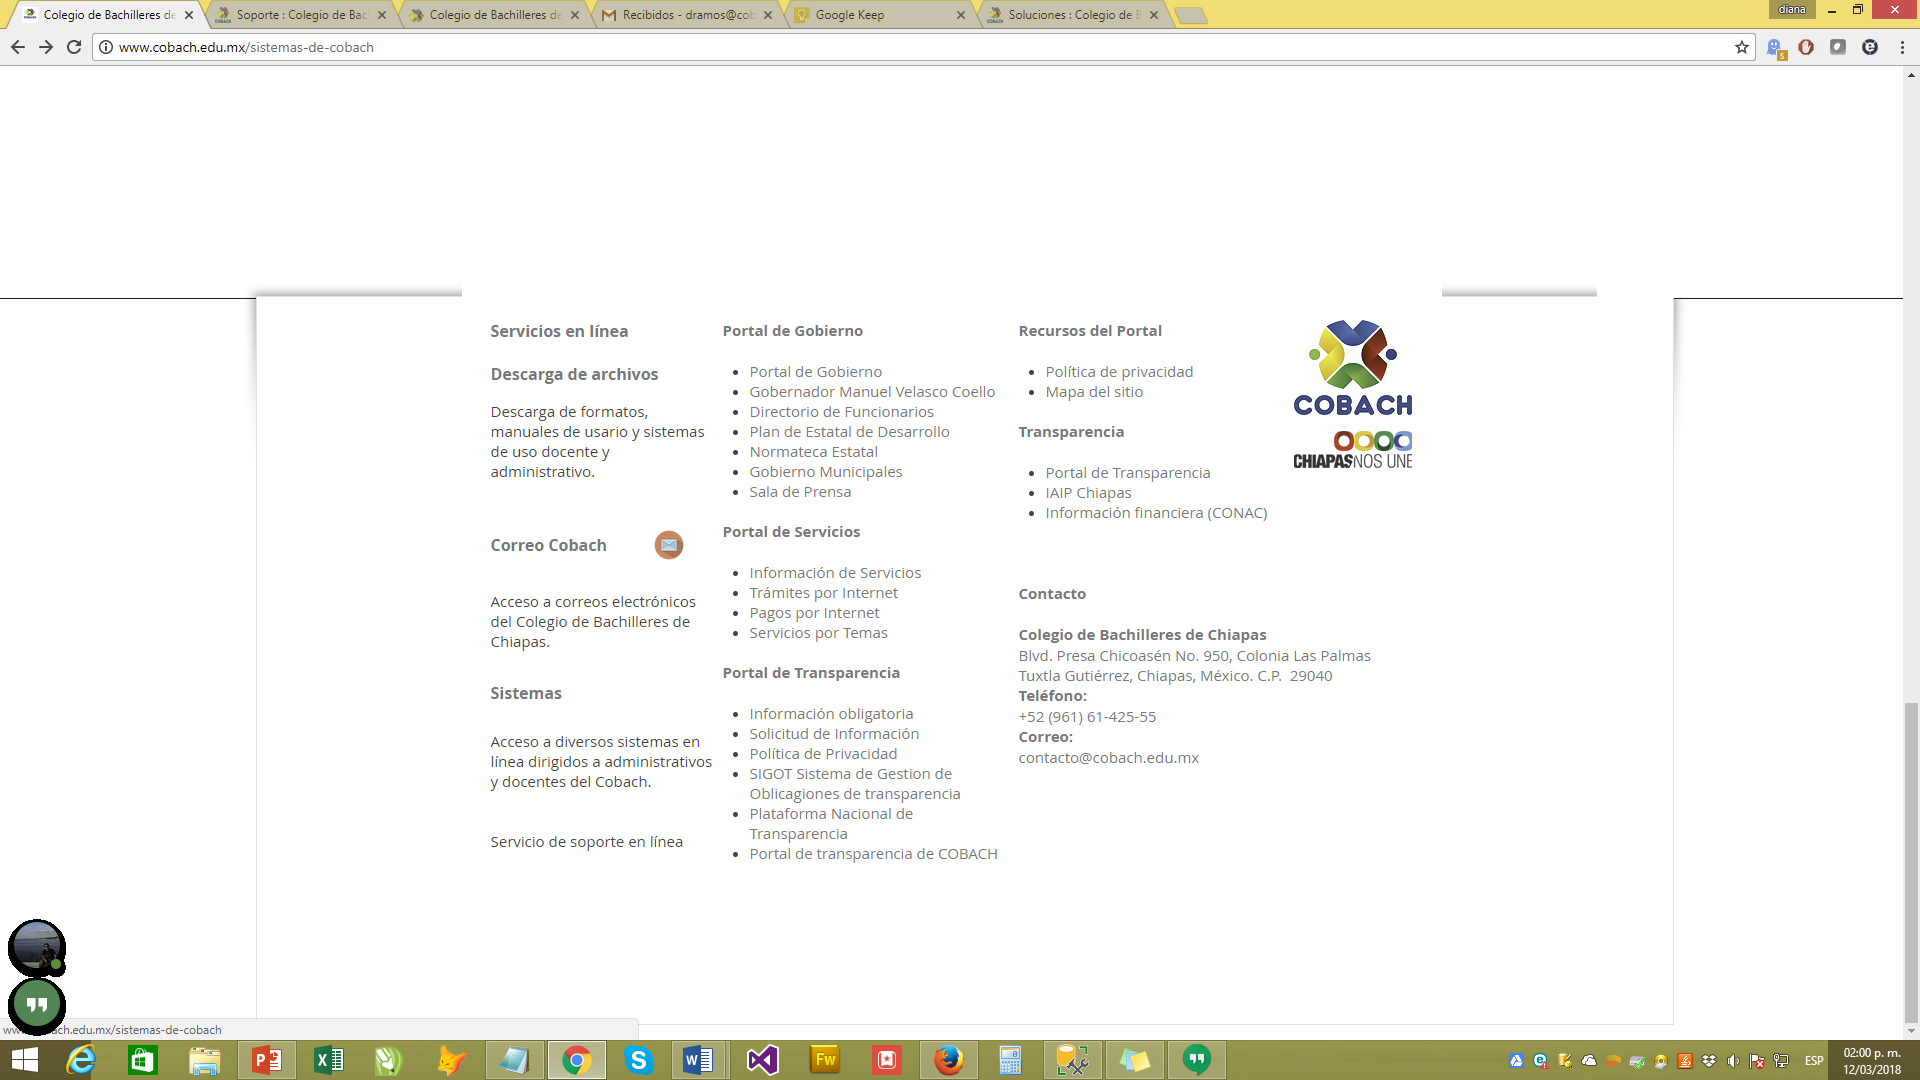 Colegio de Bachilleres de
Soporte : Colegio de Bac
Colegio de Bachilleres de
Recibidos - dramos@cob
Google Keep
Soluciones : Colegio de B
diana
www.cobach.edu.mx/sistemas-de-cobach
Servicios en línea
Descarga de archivos
Descarga de formatos,
manuales de usario y sistemas
de uso docente y
administrativo.
Correo Cobach
Acceso a correos electrónicos
del Colegio de Bachilleres de
Chiapas.
Sistemas
Acceso a diversos sistemas en
línea dirigidos a administrativos
y docentes del Cobach.
Servicio de soporte en línea
Portal de Gobierno
Portal de Gobierno
Gobernador Manuel Velasco Coello
Directorio de Funcionarios
Plan de Estatal de Desarrollo
Normateca Estatal
Gobierno Municipales
Sala de Prensa
Portal de Servicios
Información de Servicios
Trámites por Internet
Pagos por Internet
Servicios por Temas
Portal de Transparencia
Información obligatoria
Solicitud de Información
Política de Privacidad
SIGOT Sistema de Gestion de
Oblicagiones de transparencia
Plataforma Nacional de
Transparencia
Portal de transparencia de COBACH
Recursos del Portal
Política de privacidad
Mapa del sitio
Transparencia
Portal de Transparencia
IAIP Chiapas
Información financiera (CONAC)
Contacto
Colegio de Bachilleres de Chiapas
Blvd. Presa Chicoasén No. 950, Colonia Las Palmas
Tuxtla Gutiérrez, Chiapas, México. C.P. 29040
Teléfono:
+52 (961) 61-425-55
Correo:
contacto@cobach.edu.mx
COBACH
CHIAPASNOS UNE
ach.edu.mx/sistemas-de-cobach
Fw
ESP
02:00 p. m.
12/03/2018